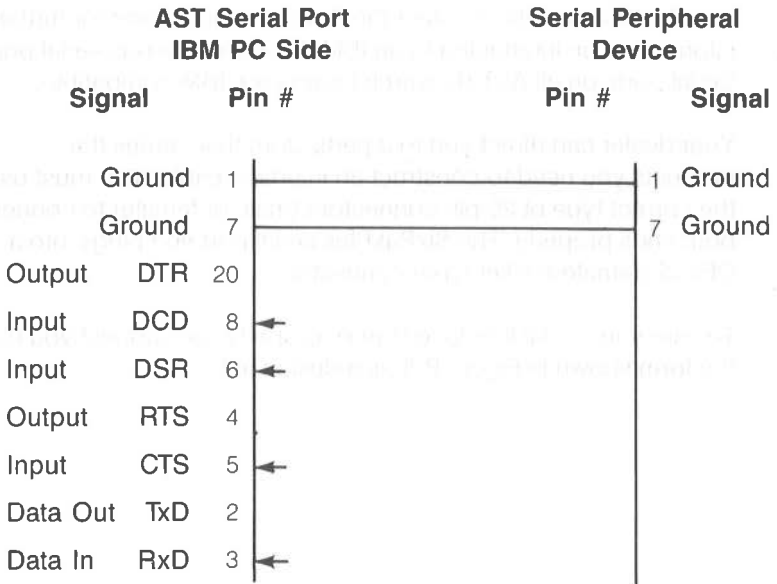 AST Serial Port Serial Peripheral
IBM PC Side Device
Signal Pin # Pin # Signal
Ground 1 1 Ground
Ground 7 7 Ground
Output DTR 20
Input DCD 8
Input DSR 6
Output RTS 4
Input CTS 5
Data Out TxD 2
Data In RxD 3